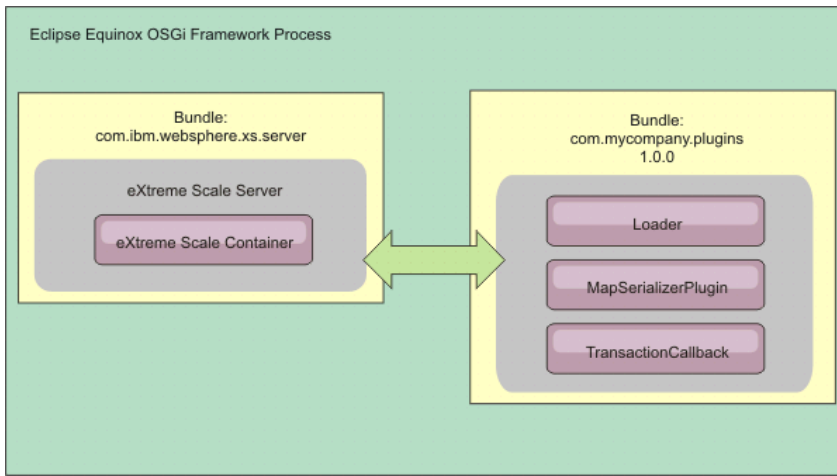 Eclipse Equinox OSGi Framework Process
Bundle:
com.ibm.websphere.xs.server
eXtreme Scale Server
eXtreme Scale Container
Bundle:
com.mycompany.plugins
1.0.0
Loader
MapSerializerPlugin
TransactionCallback